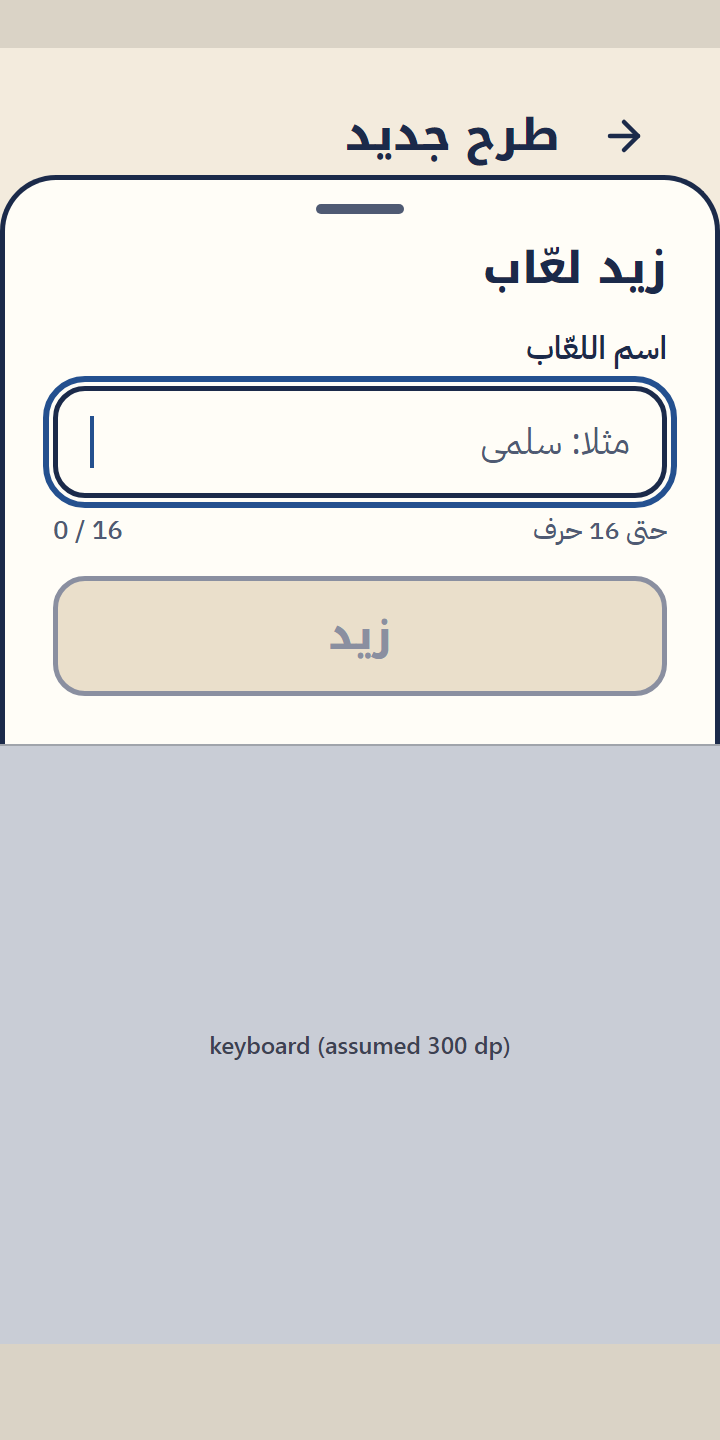 طرح جديد
زيد لعّاب
اسم اللعّاب
مثلا: سلمى
حتى 16 حرف
0 / 16
زيد
keyboard (assumed 300 dp)